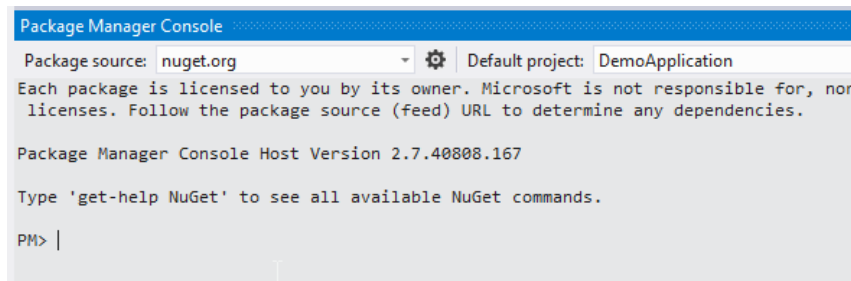 Package Manager Console
Package source: nuget.org Default project: DemoApplication
Each package is licensed to you by its owner. Microsoft is not responsible for, nor
licenses. Follow the package source (feed) URL to determine any dependencies.
Package Manager Console Host Version 2.7.40808.167
Type 'get-help NuGet' to see all available NuGet commands.
PM>